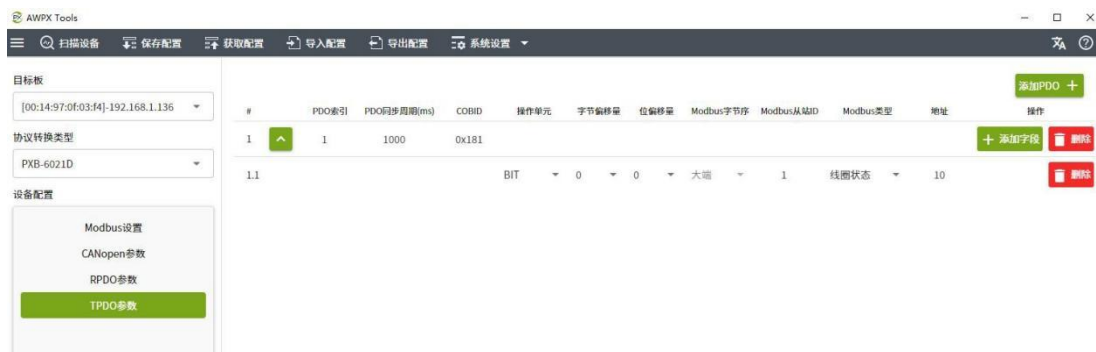 AWPX Tools
扫描设备 保存配置 获取配置 导入配置 导出配置 系统设置
目标板
[00:14:97:0f:03:f4]-192.168.1.136
协议转换类型
PXB-6021D
设备配置
Modbus设置
CANopen参数
RPDO参数
TPDO参数
添加PDO
# PDO索引 PDO同步周期(ms) COBID 操作单元 字节偏移量 位偏移量 Modbus字节序 Modbus从站ID Modbus类型 地址 操作
1 1 1000 0x181 添加字段 删除
1.1 BIT 0 0 大端 1 线圈状态 10 删除